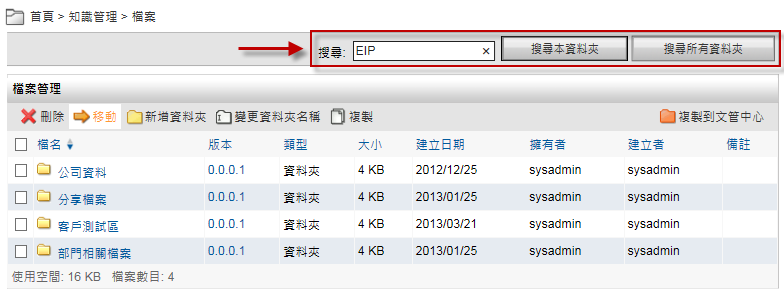 首頁 > 知識管理 > 檔案
搜尋: EIP × 搜尋本資料夾 搜尋所有資料夾
檔案管理
刪除 移動 新增資料夾 變更資料夾名稱 複製 複製到文管中心
檔名 版本 類型 大小 建立日期 擁有者 建立者 備註
公司資料 0.0.0.1 資料夾 4 KB 2012/12/25 sysadmin sysadmin
分享檔案 0.0.0.1 資料夾 4 KB 2013/01/25 sysadmin sysadmin
客戶測試區 0.0.0.1 資料夾 4 KB 2013/03/21 sysadmin sysadmin
部門相關檔案 0.0.0.1 資料夾 4 KB 2013/01/25 sysadmin sysadmin
使用空間: 16 KB 檔案數目: 4